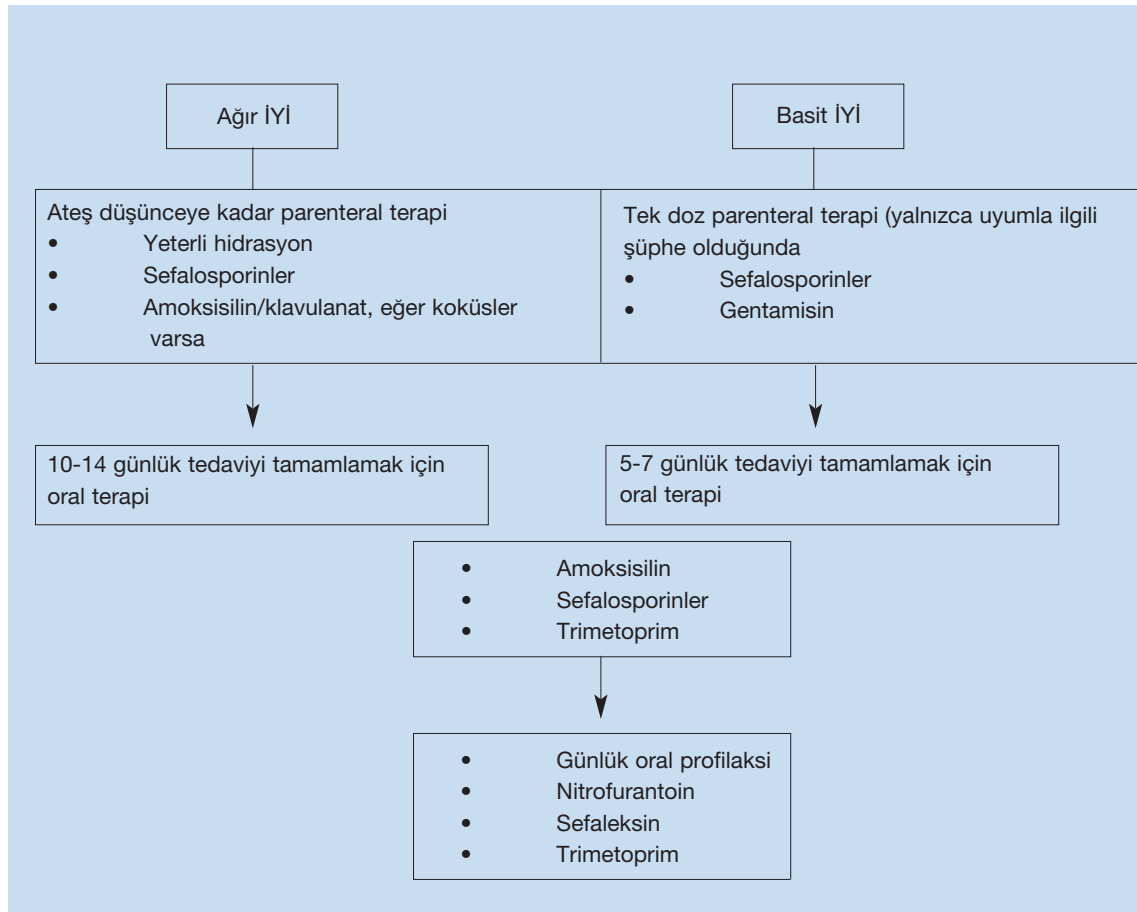 Ağır İYİ
Basit İYİ
Ateş düşünceye kadar parenteral terapi
• Yeterli hidrasyon
• Sefalosporinler
• Amoksisilin/klavulanat, eğer koküsler
varsa
Tek doz parenteral terapi (yalnızca uyumla ilgili
şüphe olduğunda
• Sefalosporinler
• Gentamisin
10-14 günlük tedaviyi tamamlamak için
oral terapi
5-7 günlük tedaviyi tamamlamak için
oral terapi
• Amoksisilin
• Sefalosporinler
• Trimetoprim
• Günlük oral profilaksi
• Nitrofurantoin
• Sefaleksin
• Trimetoprim